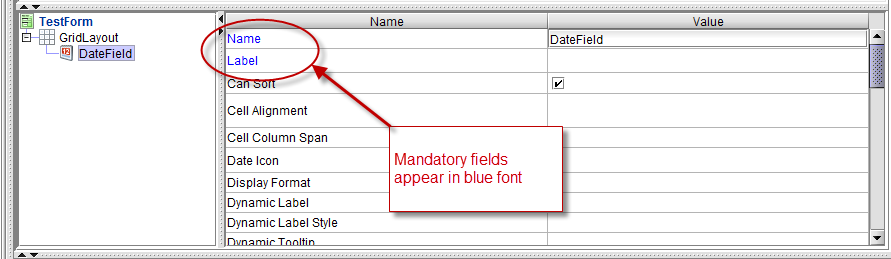 TestForm
GridLayout
12
DateField
Name Value
Name DateField
Label
Can Sort
Cell Alignment
Cell Column Span
Date Icon
Display Format
Dynamic Label
Dynamic Label Style
Dynamic Tooltip
Mandatory fields
appear in blue font